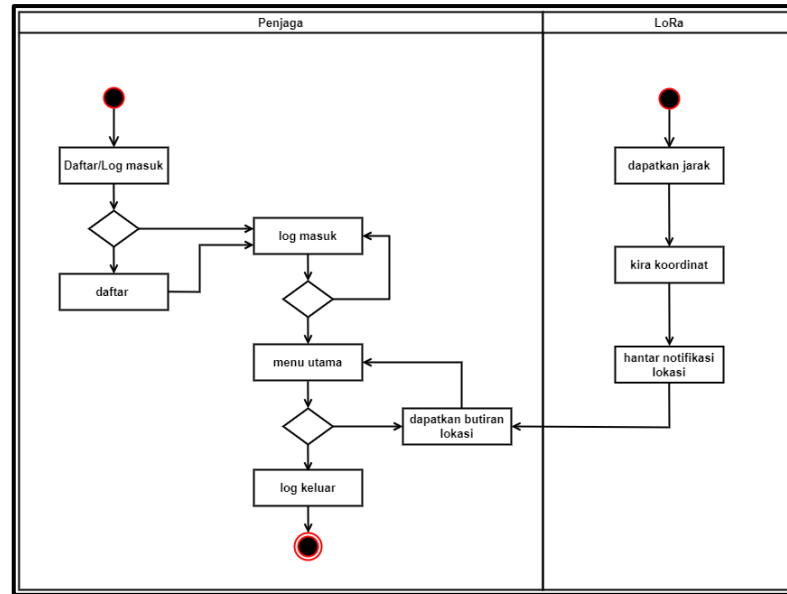 Penjaga
LoRa
Daftar/Log masuk
dapatkan jarak
log masuk
kira koordinat
daftar
menu utama
hantar notifikasi
lokasi
dapatkan butiran
lokasi
log keluar